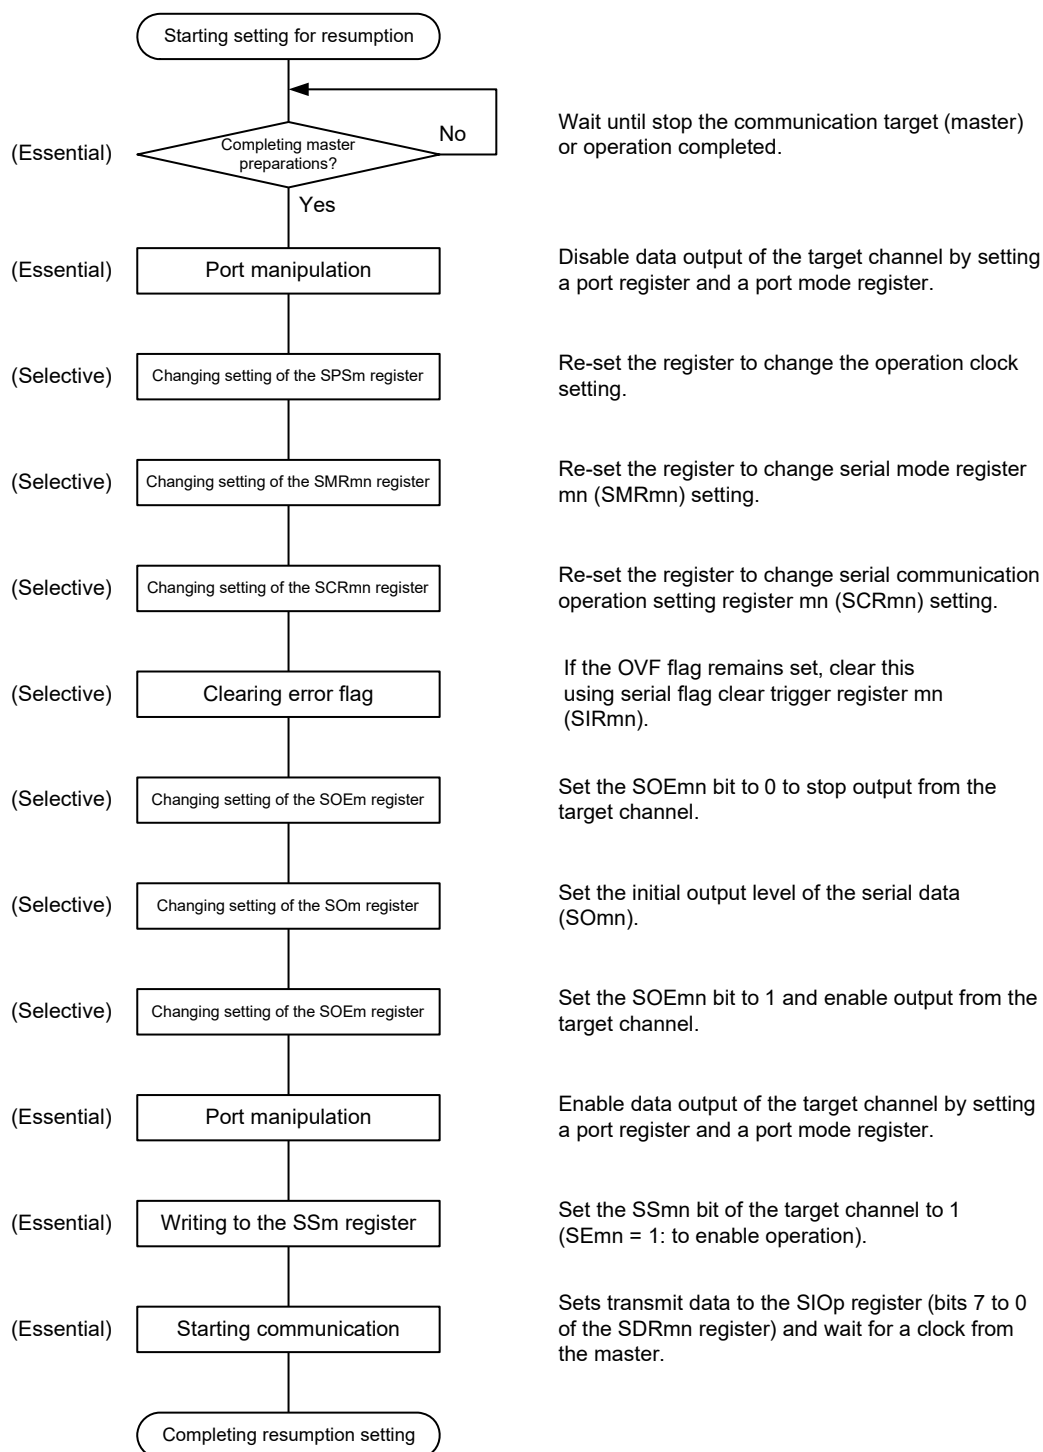 Starting setting for resumption
No
Wait until stop the communication target (master)
or operation completed.
(Essential)
Completing master
preparations?
Yes
(Essential)
Port manipulation
Disable data output of the target channel by setting
a port register and a port mode register.
(Selective)
Changing setting of the SPSm register
Re-set the register to change the operation clock
setting.
(Selective)
Changing setting of the SMRmn register
Re-set the register to change serial mode register
mn (SMRmn) setting.
(Selective)
Changing setting of the SCRmn register
Re-set the register to change serial communication
operation setting register mn (SCRmn) setting.
(Selective)
Clearing error flag
If the OVF flag remains set, clear this
using serial flag clear trigger register mn
(SIRmn).
(Selective)
Changing setting of the SOEm register
Set the SOEmn bit to 0 to stop output from the
target channel.
(Selective)
Changing setting of the SOm register
Set the initial output level of the serial data
(SOmn).
(Selective)
Changing setting of the SOEm register
Set the SOEmn bit to 1 and enable output from the
target channel.
(Essential)
Port manipulation
Enable data output of the target channel by setting
a port register and a port mode register.
(Essential)
Writing to the SSm register
Set the SSmn bit of the target channel to 1
(SEmn = 1: to enable operation).
(Essential)
Starting communication
Sets transmit data to the SIOp register (bits 7 to 0
of the SDRmn register) and wait for a clock from
the master.
Completing resumption setting